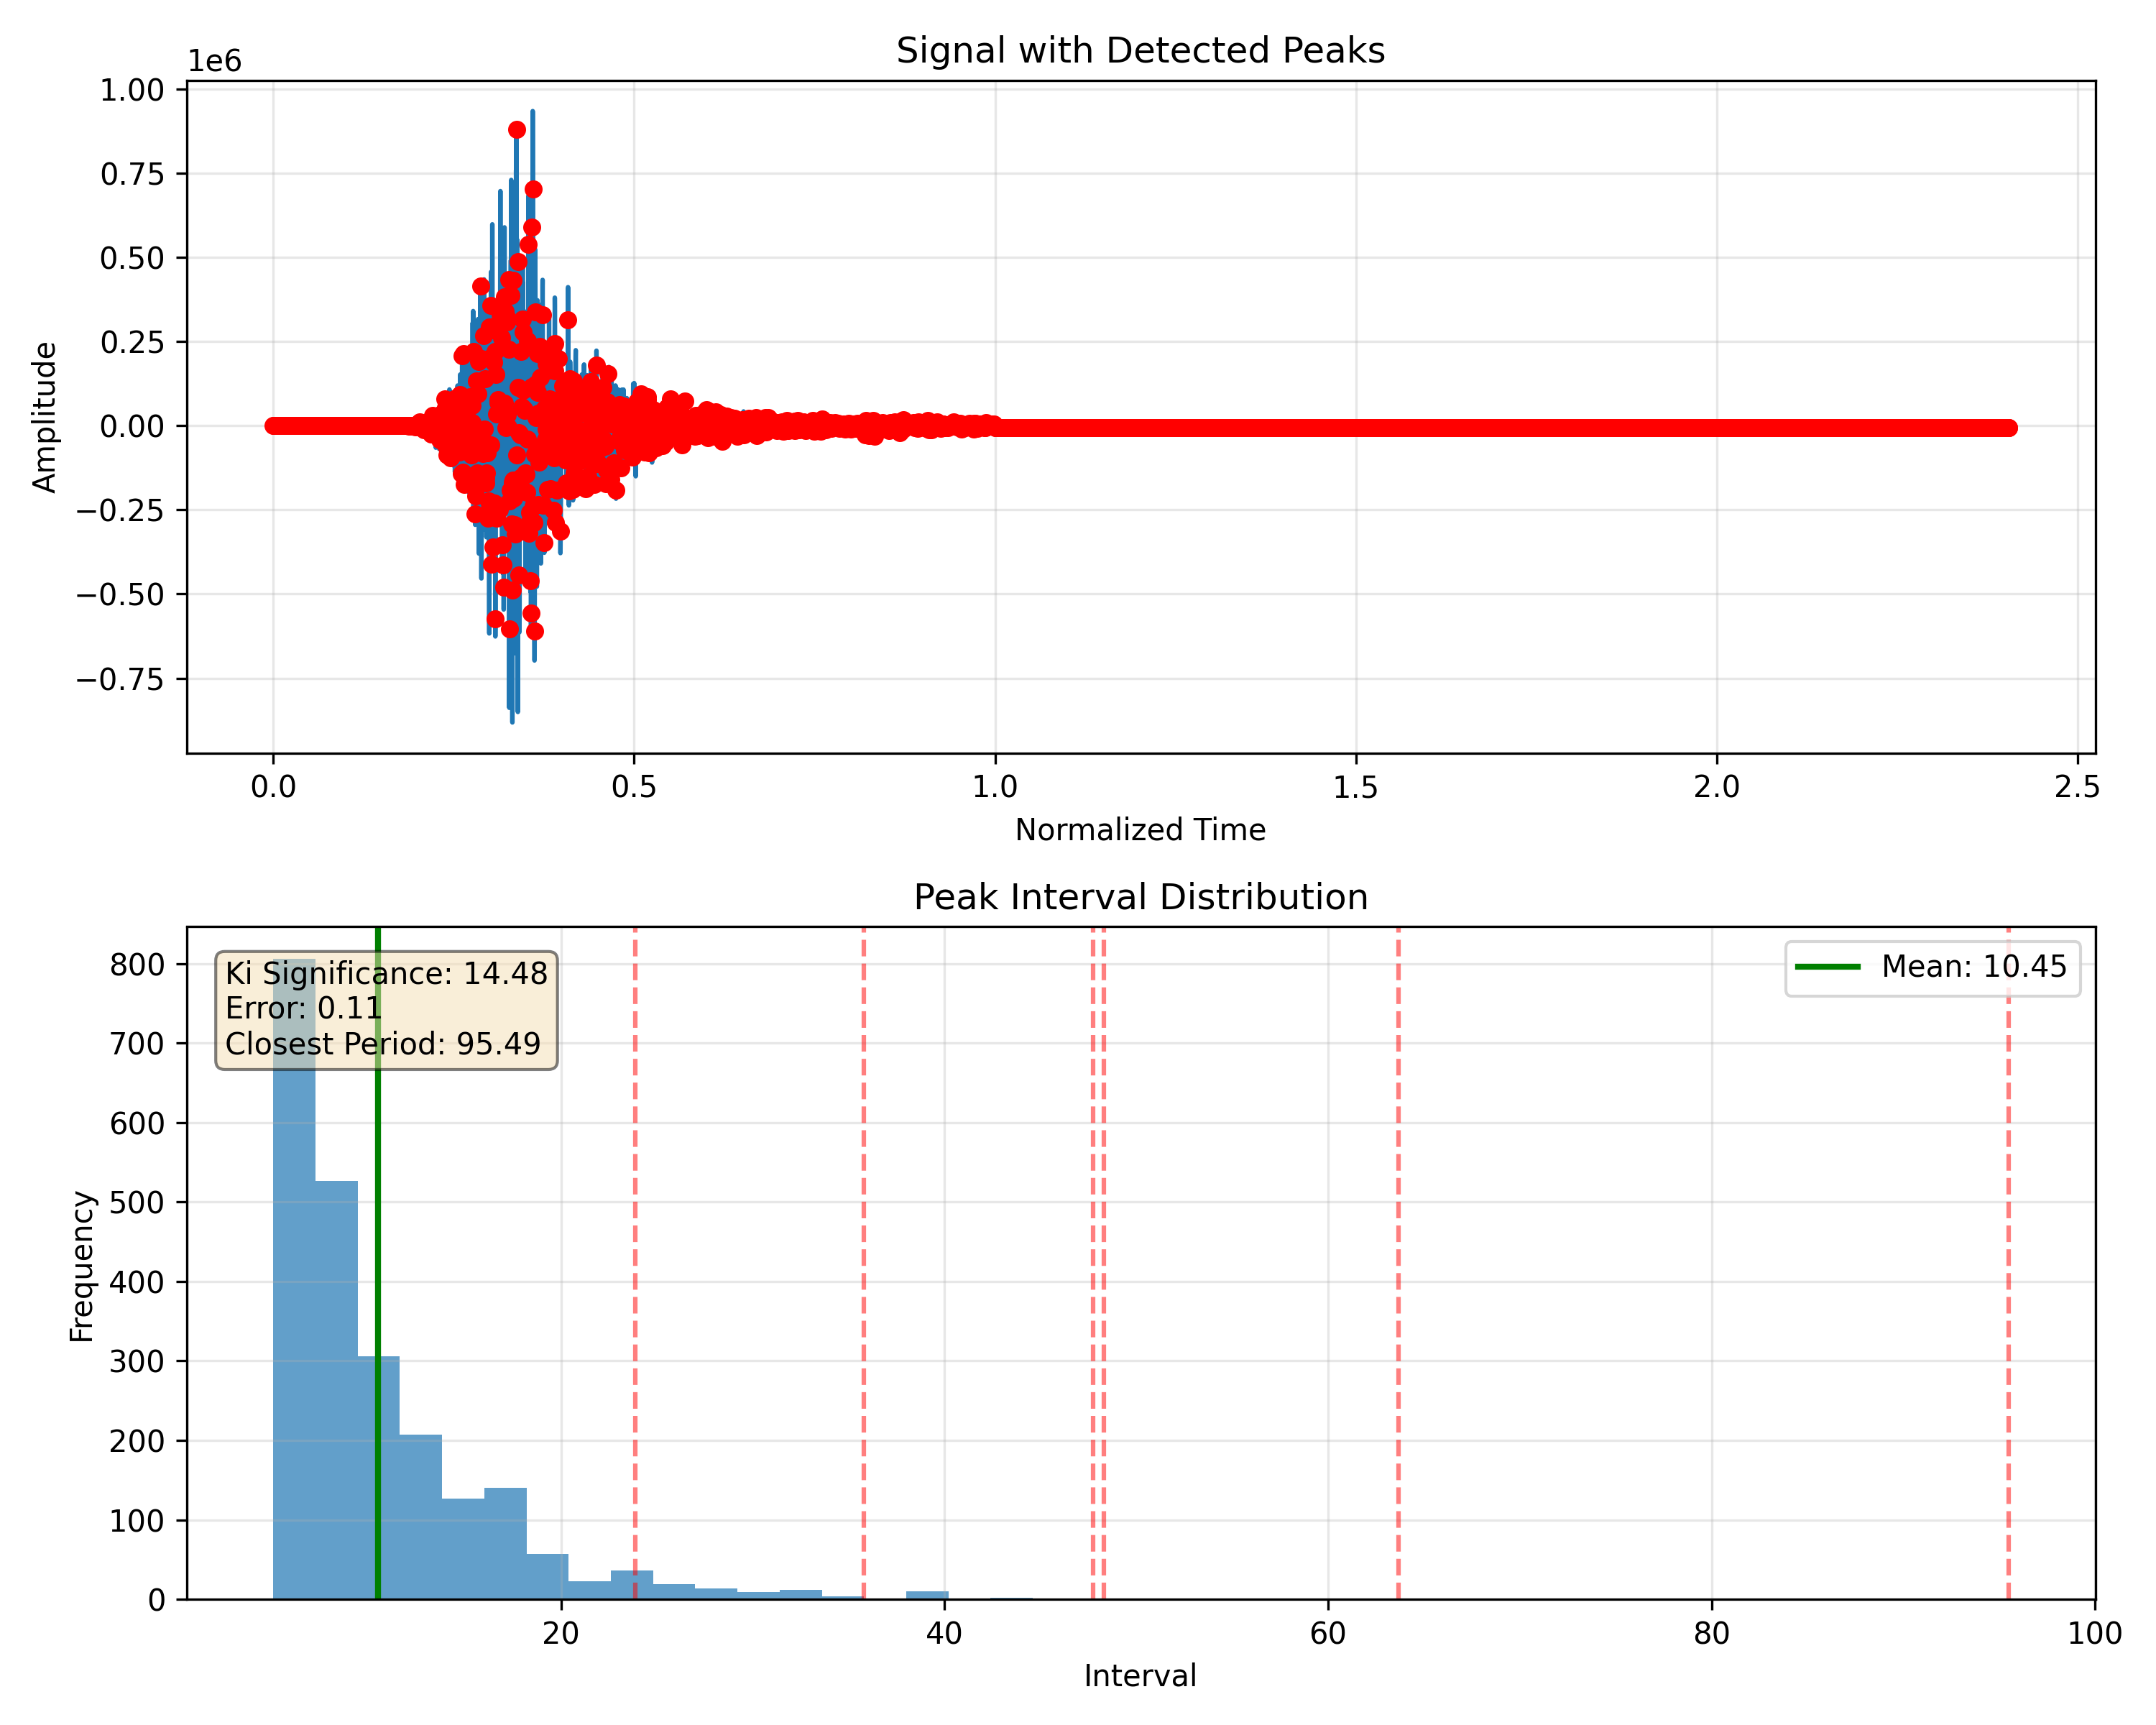 Signal with Detected Peaks
1e6
1.00
0.75
0.50
0.25
0.00
−0.25
−0.50
−0.75
Amplitude
0.0 0.5 1.0 1.5 2.0 2.5
Normalized Time
Peak Interval Distribution
Ki Significance: 14.48
Error: 0.11
Closest Period: 95.49
Mean: 10.45
800
700
600
500
400
300
200
100
0
Frequency
20 40 60 80 100
Interval